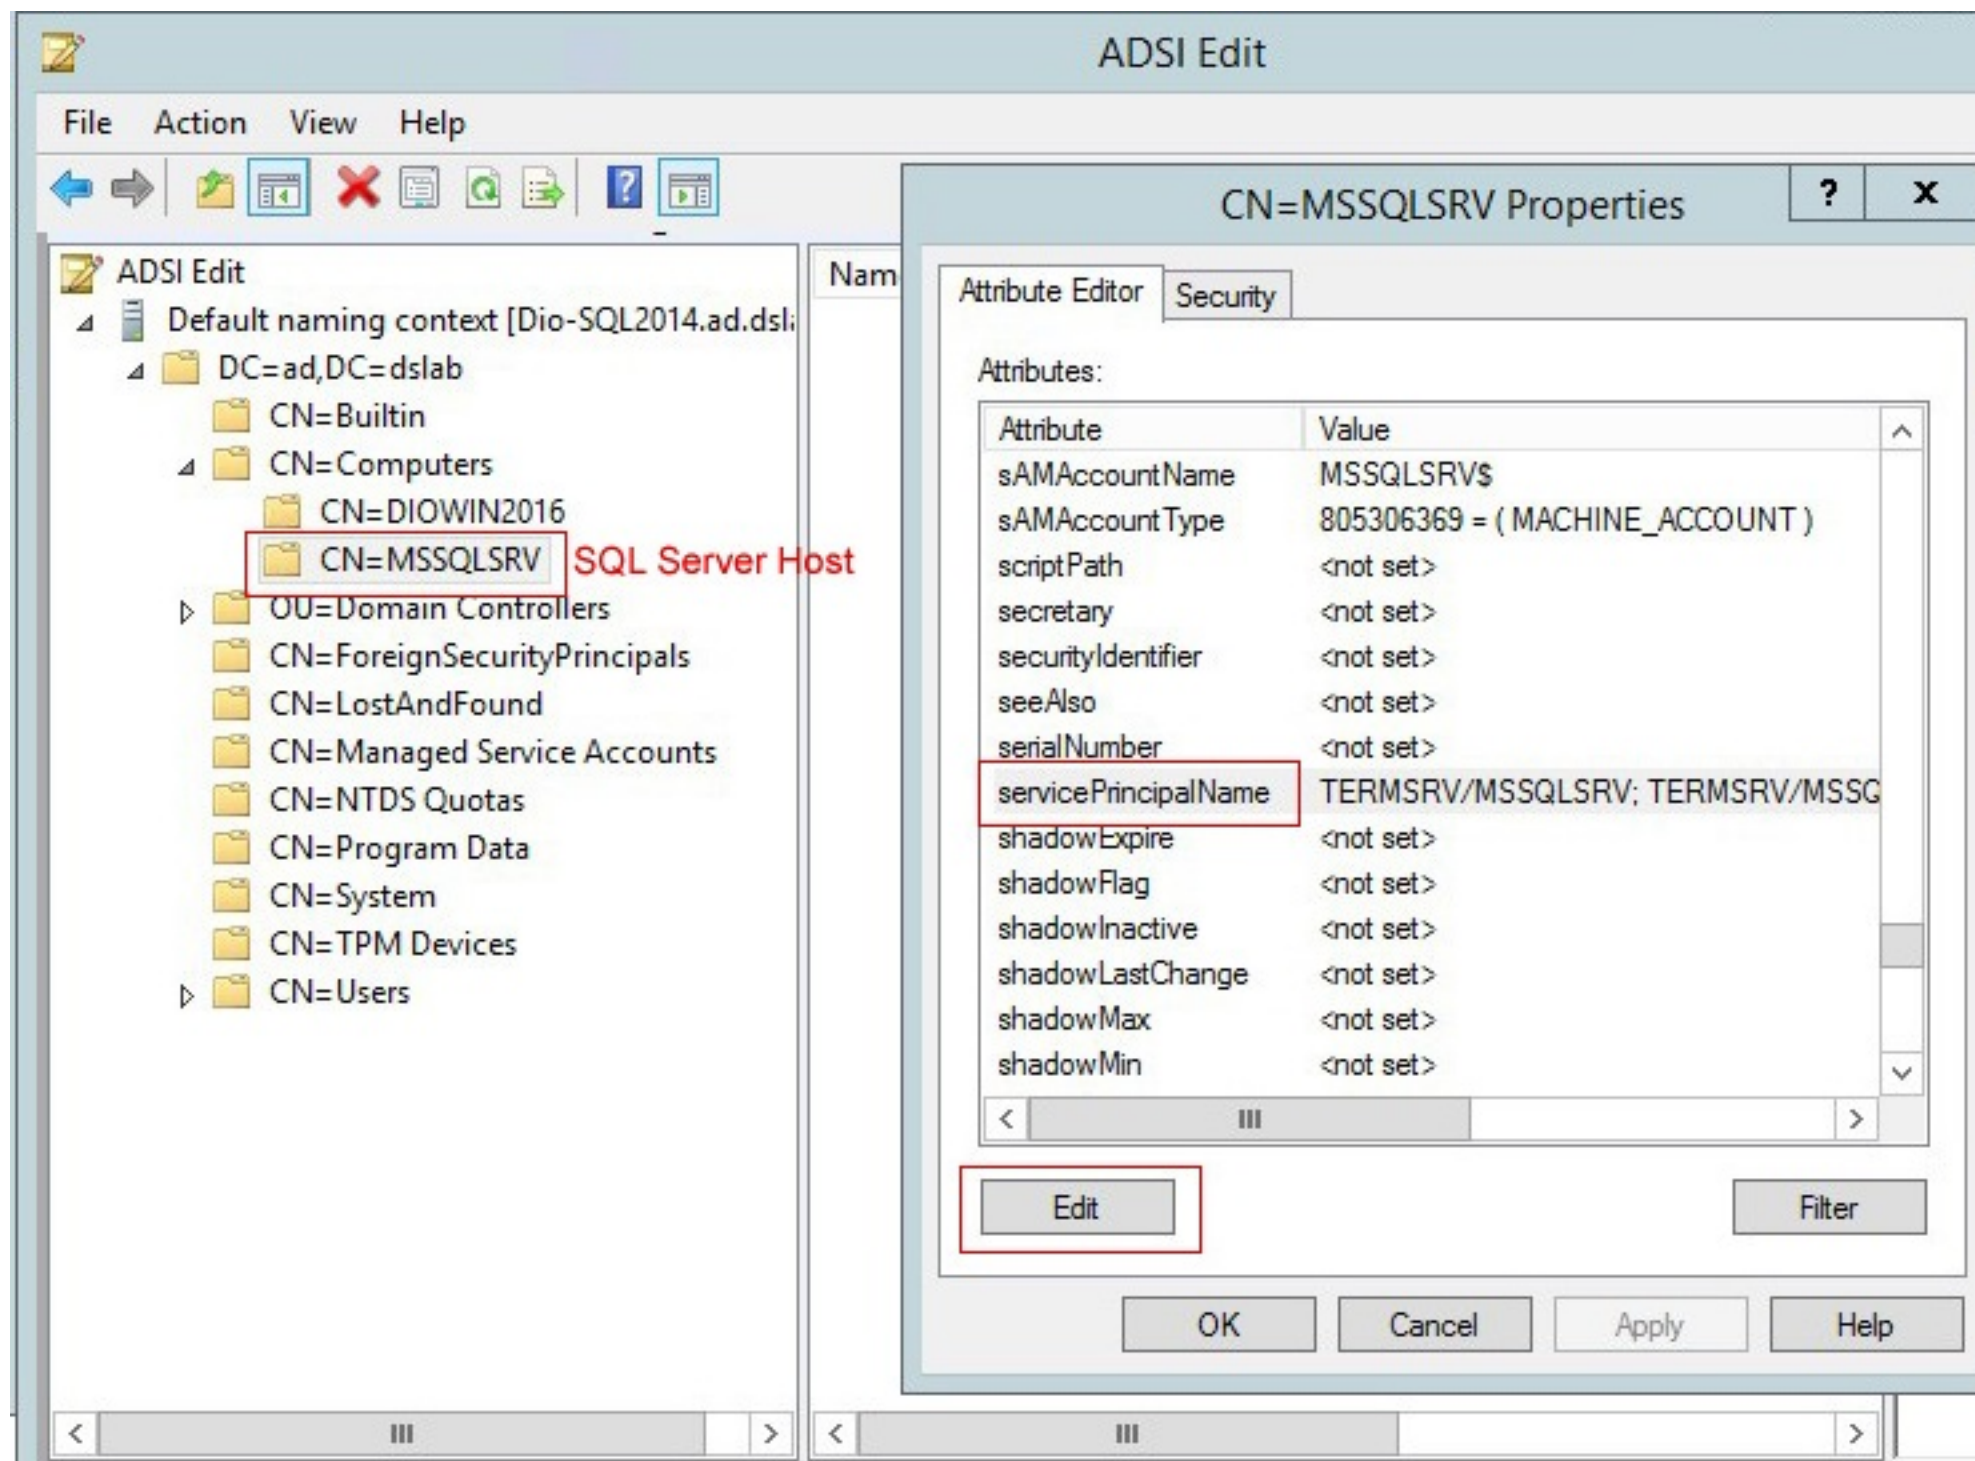 ADSI Edit
File Action View Help
ADSI Edit
Default naming context [Dio-SQL2014.ad.dsl
DC=ad,DC=dslab
CN=Builtin
CN=Computers
CN=DIOWIN2016
CN=MSSQLSRV SQL Server Host
OU=Domain Controllers
CN=ForeignSecurityPrincipals
CN=LostAndFound
CN=Managed Service Accounts
CN=NTDS Quotas
CN=Program Data
CN=System
CN=TPM Devices
CN=Users
Nam
CN=MSSQLSRV Properties ? x
Attribute Editor Security
Attributes:
Attribute Value
sAMAccountName MSSQLSRV$
sAMAccountType 805306369 = ( MACHINE_ACCOUNT )
scriptPath <not set>
secretary <not set>
securityIdentifier <not set>
seeAlso <not set>
serialNumber <not set>
servicePrincipalName TERMSRV/MSSQLSRV; TERMSRV/MSSQ
shadowExpire <not set>
shadowFlag <not set>
shadowInactive <not set>
shadowLastChange <not set>
shadowMax <not set>
shadowMin <not set>
Edit Filter
OK Cancel Apply Help